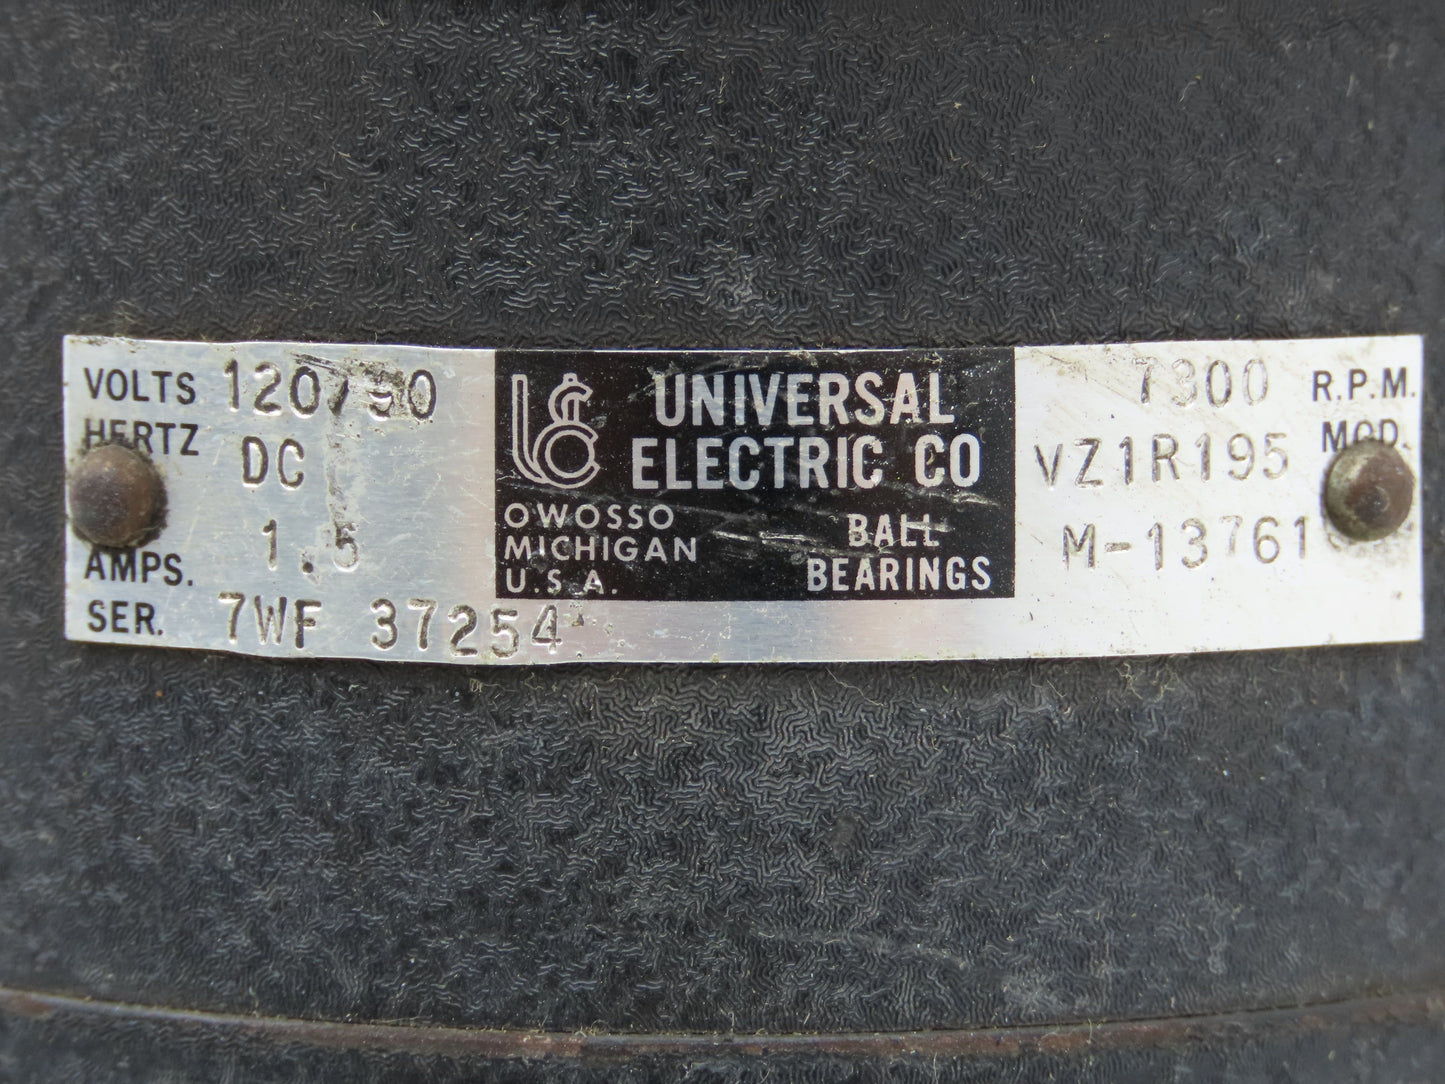 VOLTS 120/90
HERTZ DC
AMPS. 1.5
SER. 7WF 37254
UNIVERSAL
ELECTRIC CO
OWOSSO
MICHIGAN
U.S.A.
BALL
BEARINGS
7300 R.P.M.
VZ1R195 MOD.
M-13761